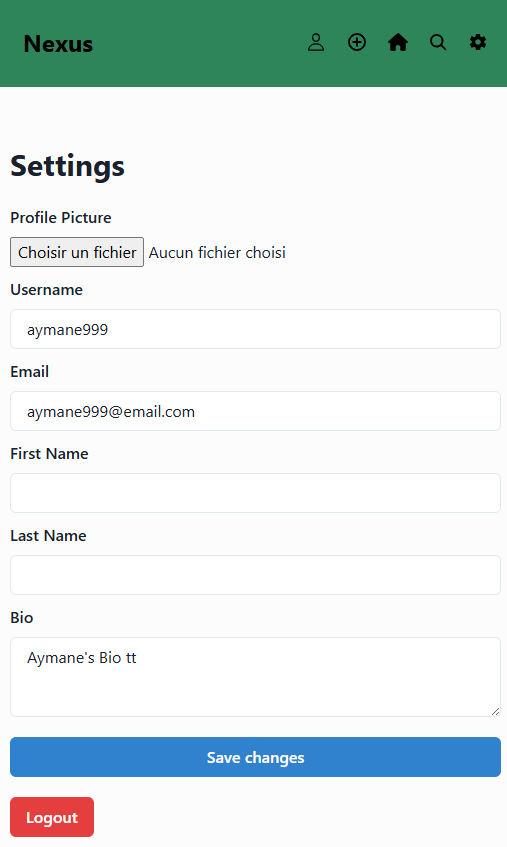 Nexus
Settings
Profile Picture
Choisir un fichier Aucun fichier choisi
Username
aymane999
Email
aymane999@email.com
First Name
Last Name
Bio
Aymane's Bio tt
Save changes
Logout